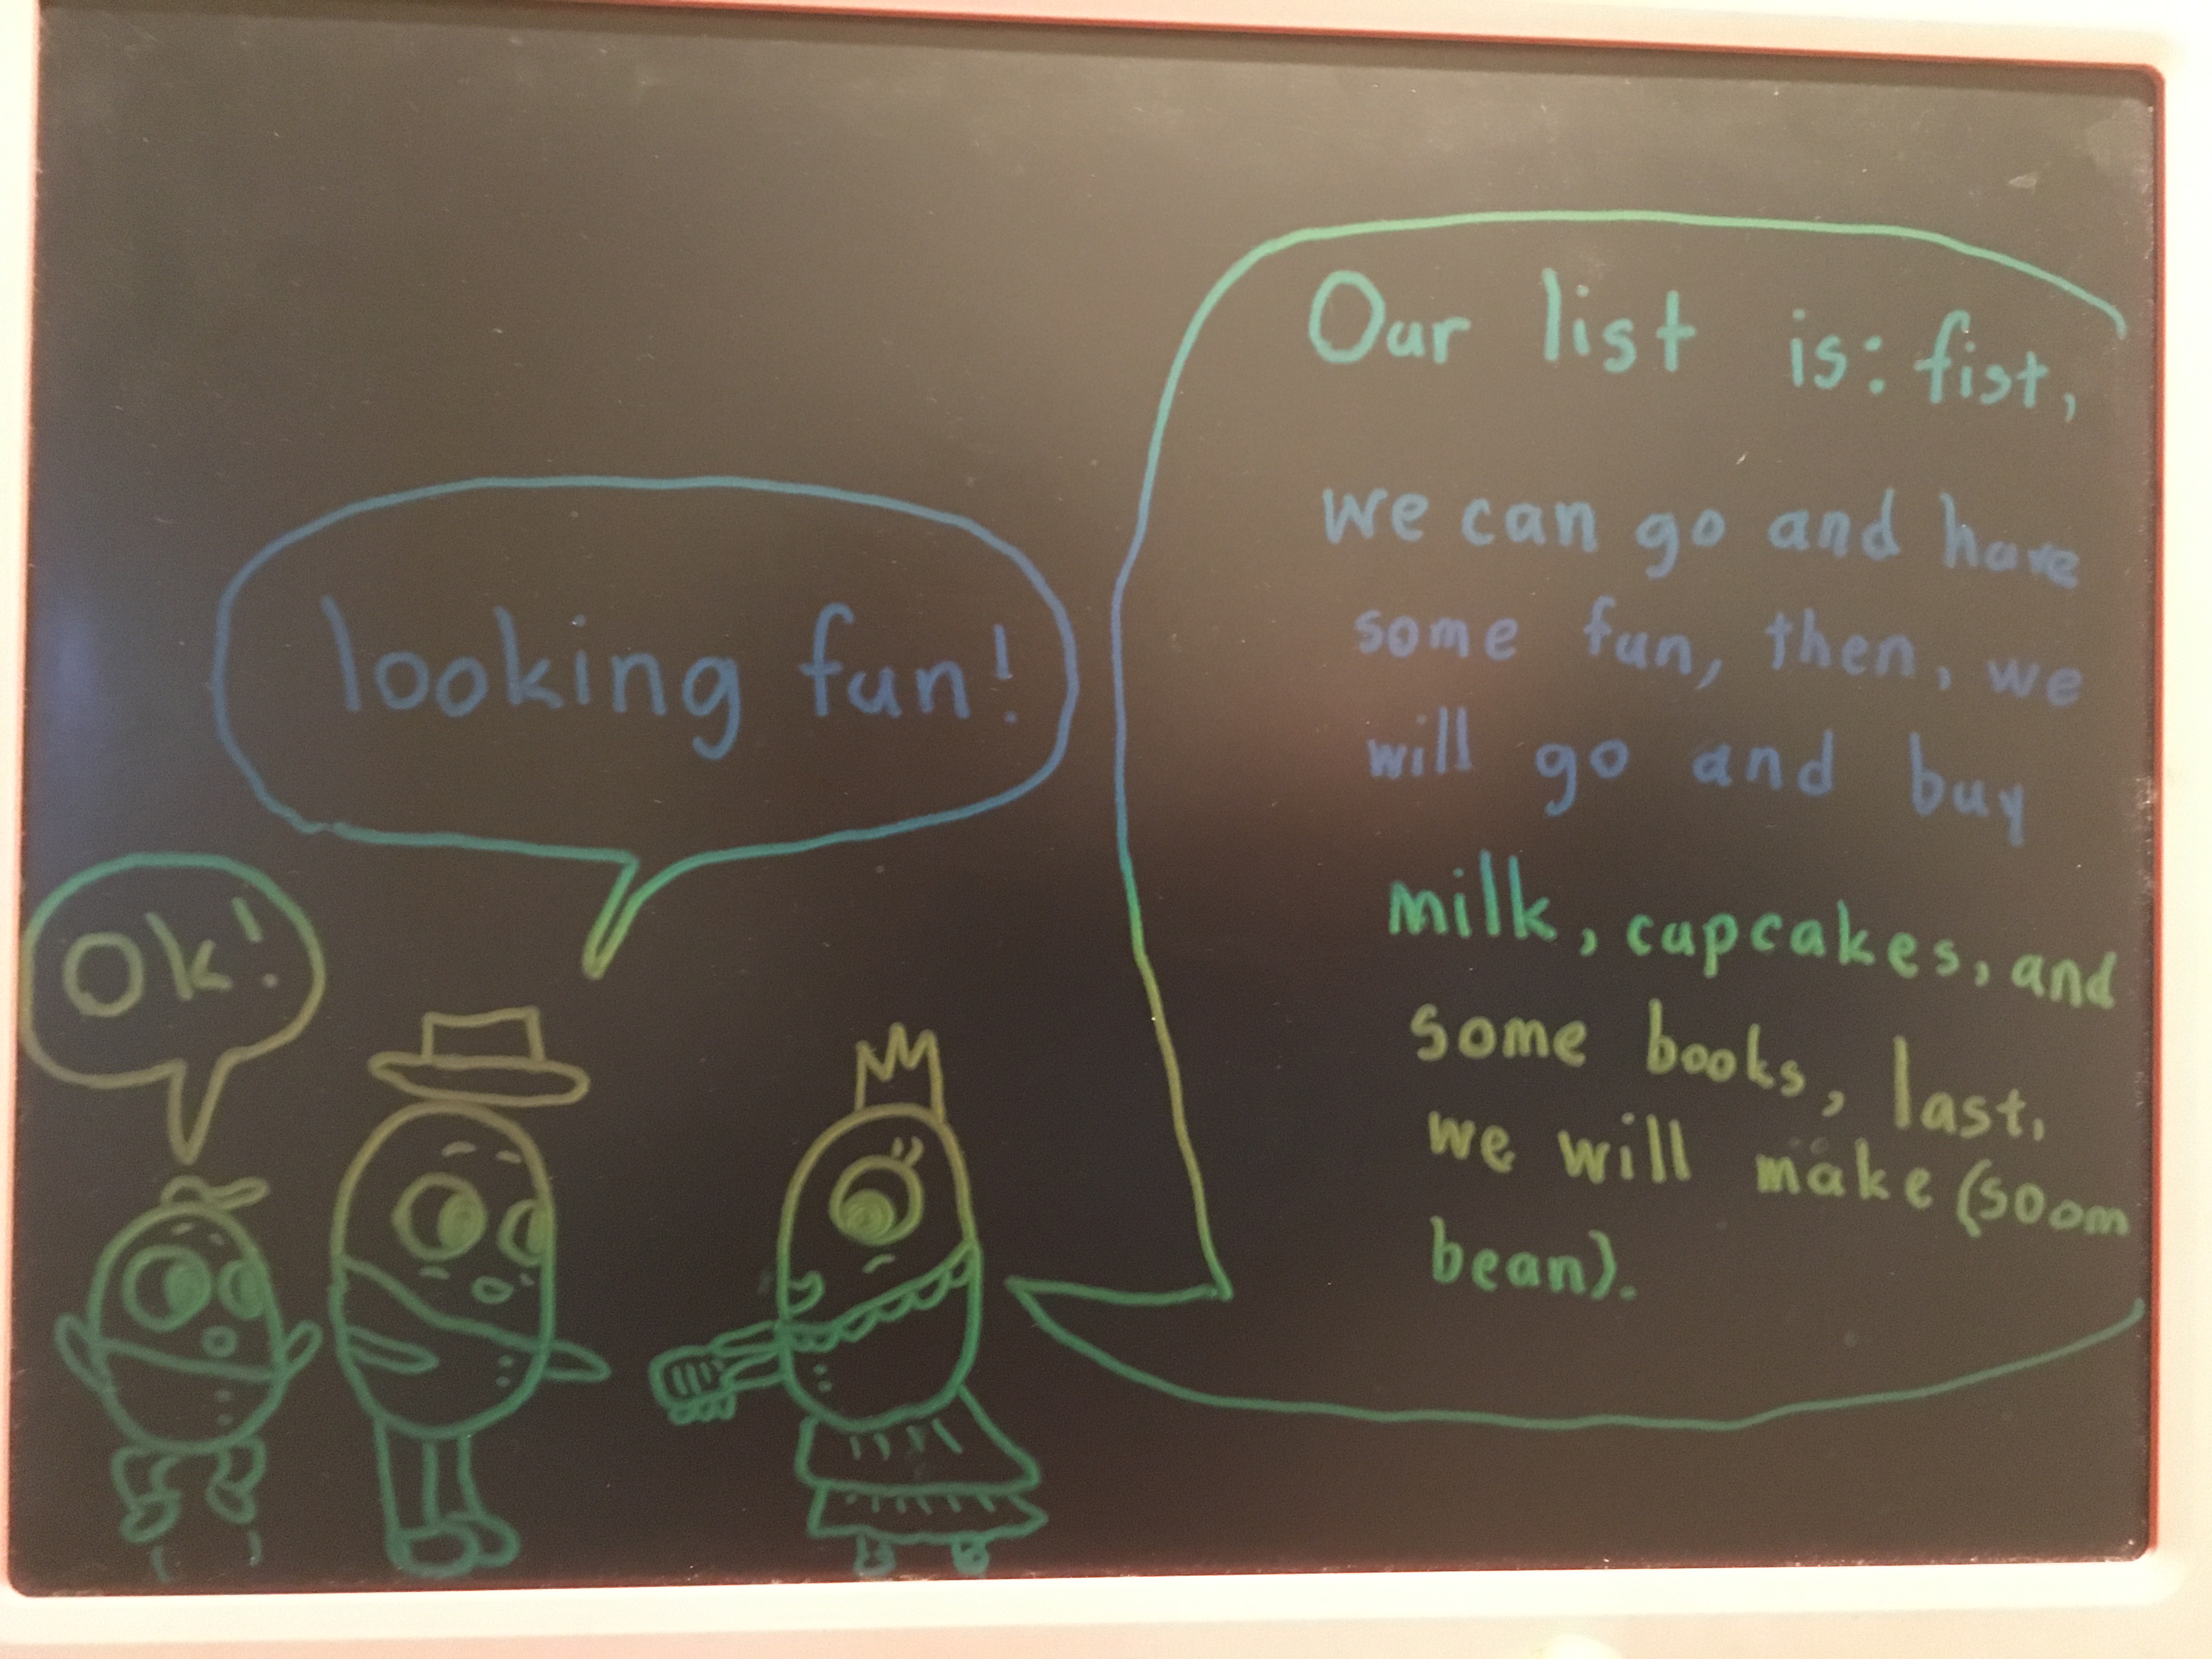 Our list is: fist,
we can go and have
some fun, then, we
will go and buy
milk, cupcakes, and
some books, last,
we will make (soom
bean).
looking fun!
Ok!